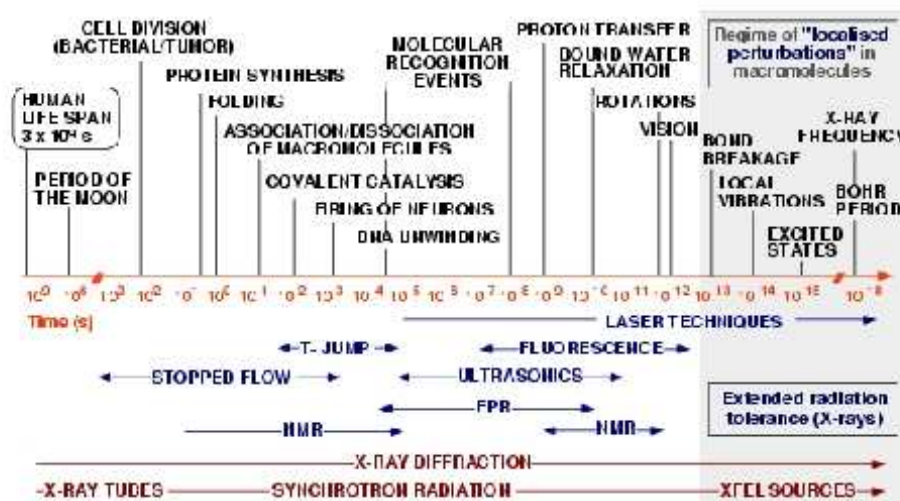 CELL DIVISION
(BACTERIAL/TUMOR)
PROTEIN SYNTHESIS
FOLDING
HUMAN
LIFE SPAN
PERIOD OF
THE MOON
ASSOCIATION/DISSOCIATION
OF MACROMOLECULES
COVALENT CATALYSIS
FIRING OF NEURONS
DNA UNWINDING
MOLECULAR
RECOGNITION
EVENTS
PROTON TRANSFER
BOUND WATER
RELAXATION
ROTATIONS
VISION
Regime of "localised
perturbations" in
macromolecules
X-RAY
FREQUENCY
BOND
BREAKAGE
LOCAL
VIBRATIONS
BOHR
PERIOD
EXCITED
STATES
Time (s)
LASER TECHNIQUES
T- JUMP
FLUORESCENCE
STOPPED FLOW
ULTRASONICS
NMR
NMR
Extended radiation
tolerance (X-rays)
X-RAY DIFFRACTION
X-RAY TUBES
SYNCHROTRON RADIATION
XFEL SOURCES